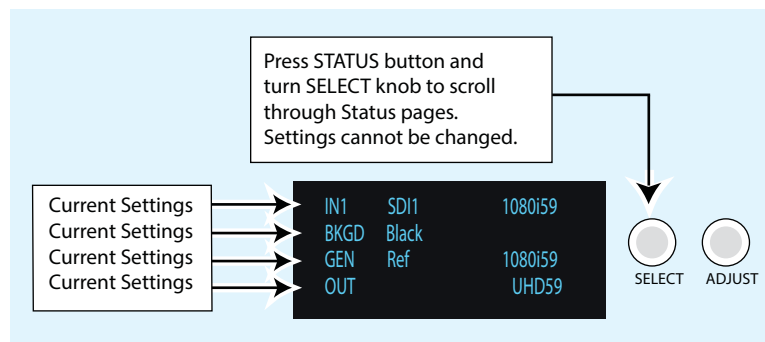 Press STATUS button and
turn SELECT knob to scroll
through Status pages.
Settings cannot be changed.
Current Settings
Current Settings
Current Settings
Current Settings
IN1 SDI1 1080i59
BKGD Black
GEN Ref 1080i59
OUT UHD59
SELECT ADJUST